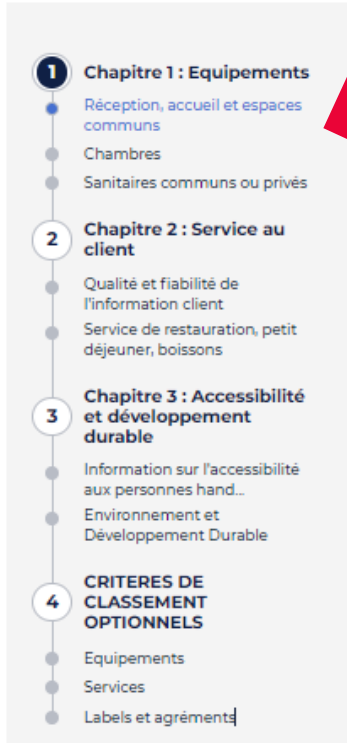 1 Chapitre 1 : Equipements
Réception, accueil et espaces
communs
Chambres
Sanitaires communs ou privés
Chapitre 2 : Service au
2 client
Qualité et fiabilité de
l'information client
Service de restauration, petit
déjeuner, boissons
Chapitre 3 : Accessibilité
3 et développement
durable
Information sur l'accessibilité
aux personnes hand...
Environnement et
Développement Durable
CRITERES DE
4 CLASSEMENT
OPTIONNELS
Equipements
Services
Labels et agréments